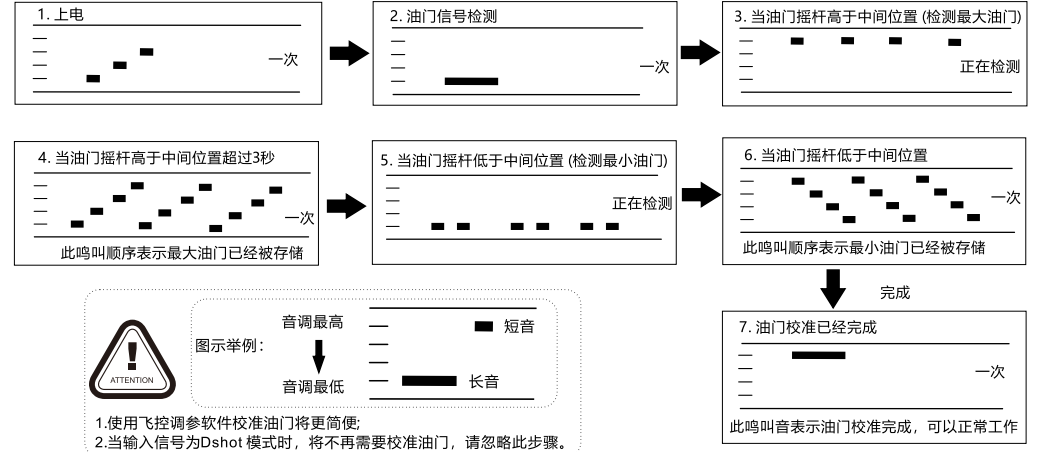 1. 上电
一次
2. 油门信号检测
一次
3. 当油门摇杆高于中间位置 (检测最大油门)
正在检测
4. 当油门摇杆高于中间位置超过3秒
一次
此鸣叫顺序表示最大油门已经被存储
5. 当油门摇杆低于中间位置 (检测最小油门)
正在检测
6. 当油门摇杆低于中间位置
一次
此鸣叫顺序表示最小油门已经被存储
完成
7. 油门校准已经完成
一次
此鸣叫音表示油门校准完成，可以正常工作
ATTENTION
图示举例：
音调最高
音调最低
短音
长音
1.使用飞控调参软件校准油门将更简便;
2.当输入信号为Dshot 模式时，将不再需要校准油门，请忽略此步骤。